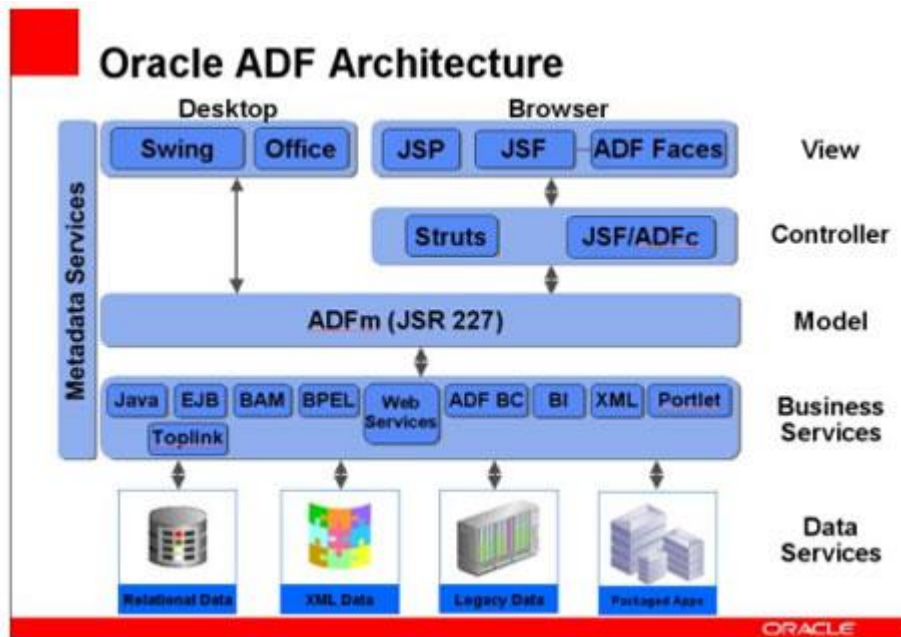 Oracle ADF Architecture
Desktop
Browser
Metadata Services
Swing
Office
JSP
JSF
ADF Faces
View
Struts
JSF/ADFc
Controller
ADFm (JSR 227)
Model
Java
EJB
BAM
BPEL
Web
Services
ADF BC
BI
XML
Portlet
Toplink
Business
Services
Data
Services
Relational Data
XML Data
Legacy Data
Packaged Apps
ORACLE